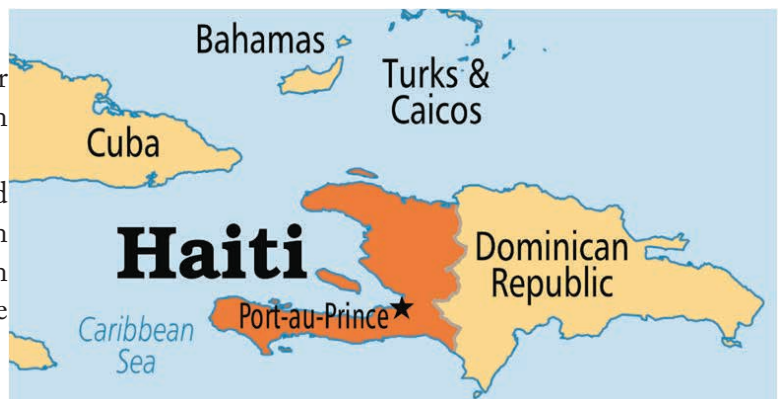 Bahamas
Turks &
Caicos
Cuba
Haiti
Dominican
Republic
Port-au-Prince
Caribbean
Sea
r
n
d
n
n
e